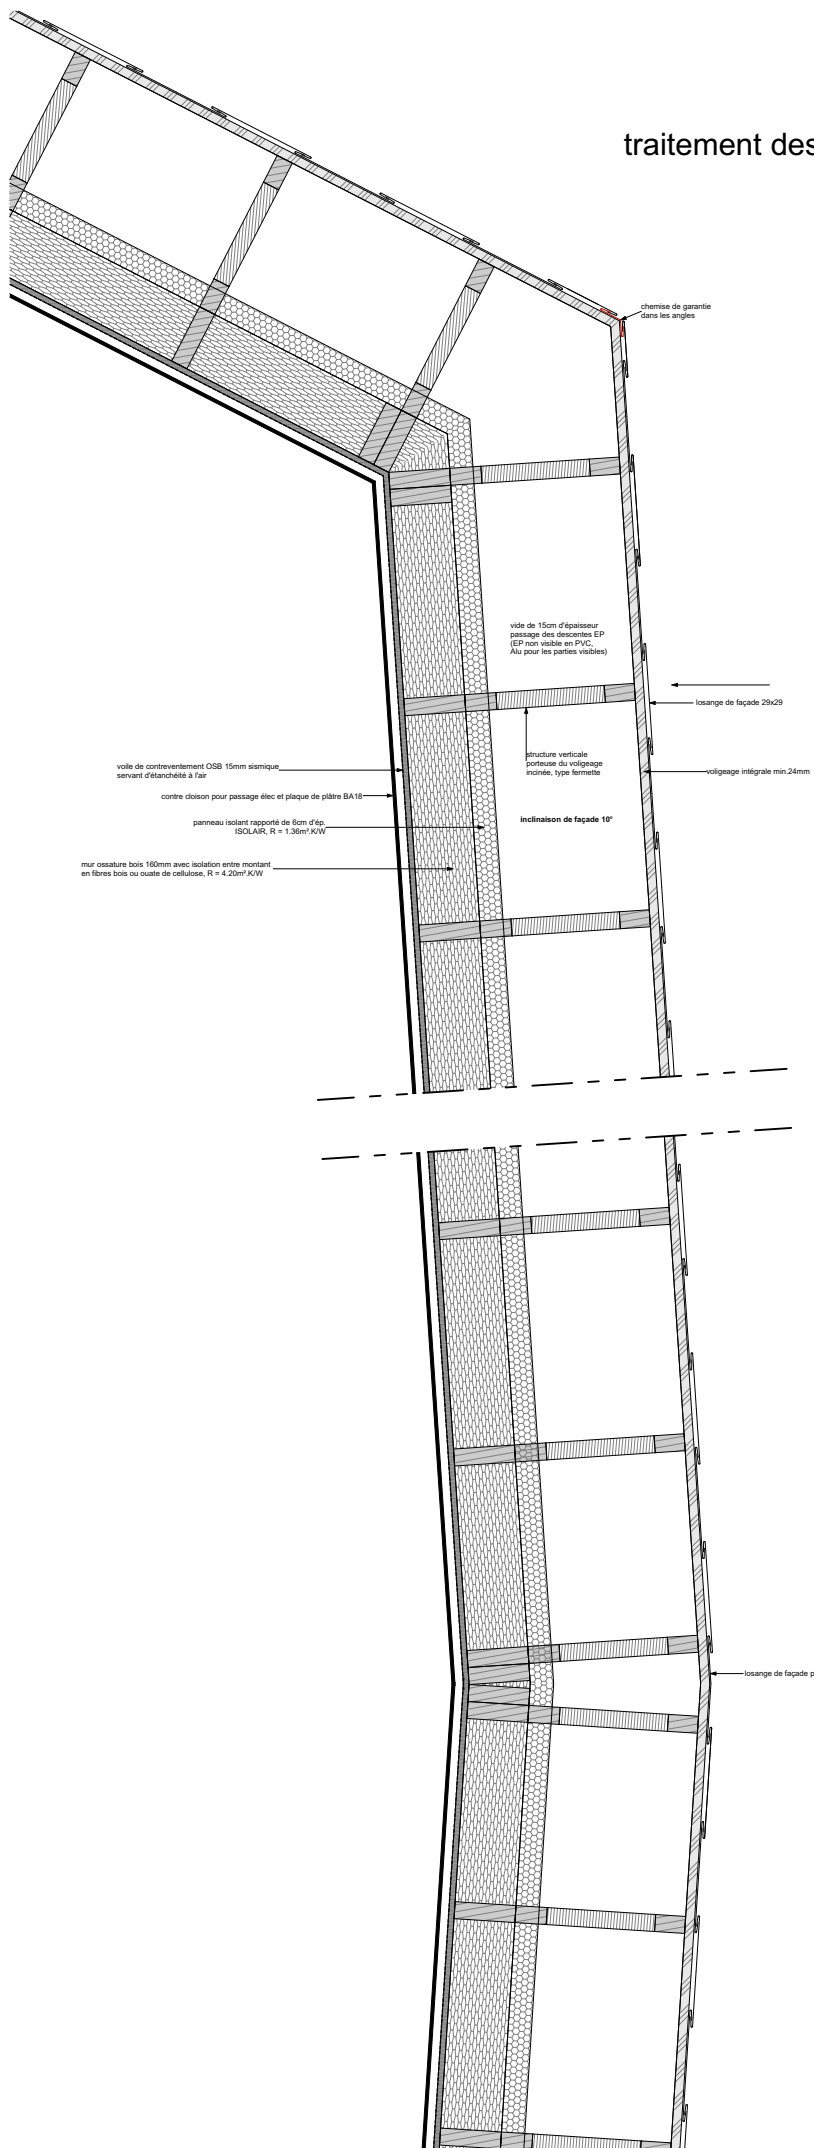 traitement des
chemise de garantie
dans les angles
vide de 15cm d'épaisseur
passage des descentes EP
(EP non visible en PVC,
Alu pour les parties visibles)
losange de façade 29x29
structure verticale
porteuse du voligeage
incinée, type fermette
voligeage intégrale min.24mm
voile de contreventement OSB 15mm sismique
servant d'étanchéité à l'air
contre cloison pour passage élec et plaque de plâtre BA18
panneau isolant rapporté de 6cm d'ép.
ISOLAIR, R = 1.36m².K/W
inclinaison de façade 10°
mur ossature bois 160mm avec isolation entre montant
en fibres bois ou ouate de cellulose, R = 4.20m².K/W
losange de façade p